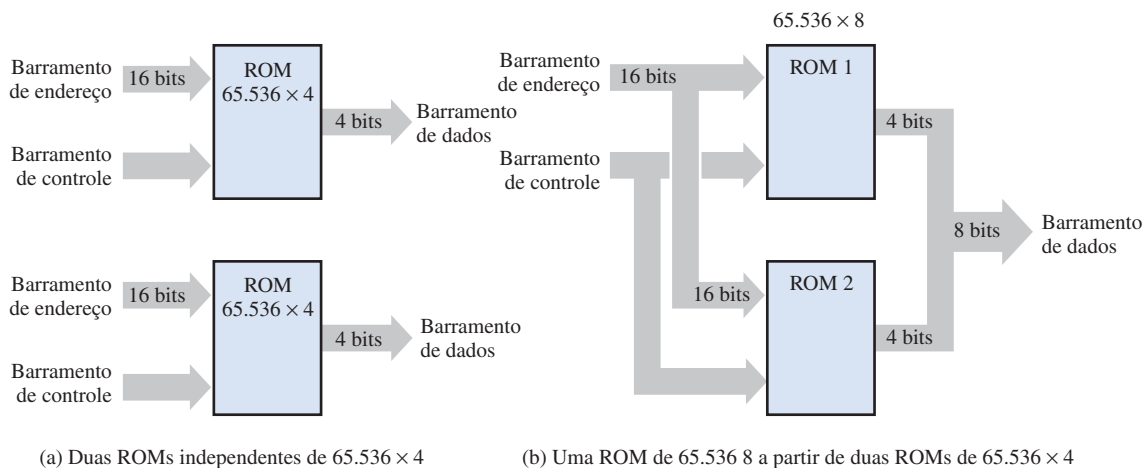 Barramento
de endereço
16 bits
ROM
65.536 × 4
4 bits
Barramento
de dados
Barramento
de controle
Barramento
de endereço
16 bits
ROM
65.536 × 4
4 bits
Barramento
de dados
Barramento
de controle
(a) Duas ROMs independentes de 65.536 × 4
65.536 × 8
Barramento
de endereço
16 bits
ROM 1
4 bits
Barramento
de controle
8 bits
Barramento
de dados
16 bits
ROM 2
4 bits
(b) Uma ROM de 65.536 8 a partir de duas ROMs de 65.536 × 4